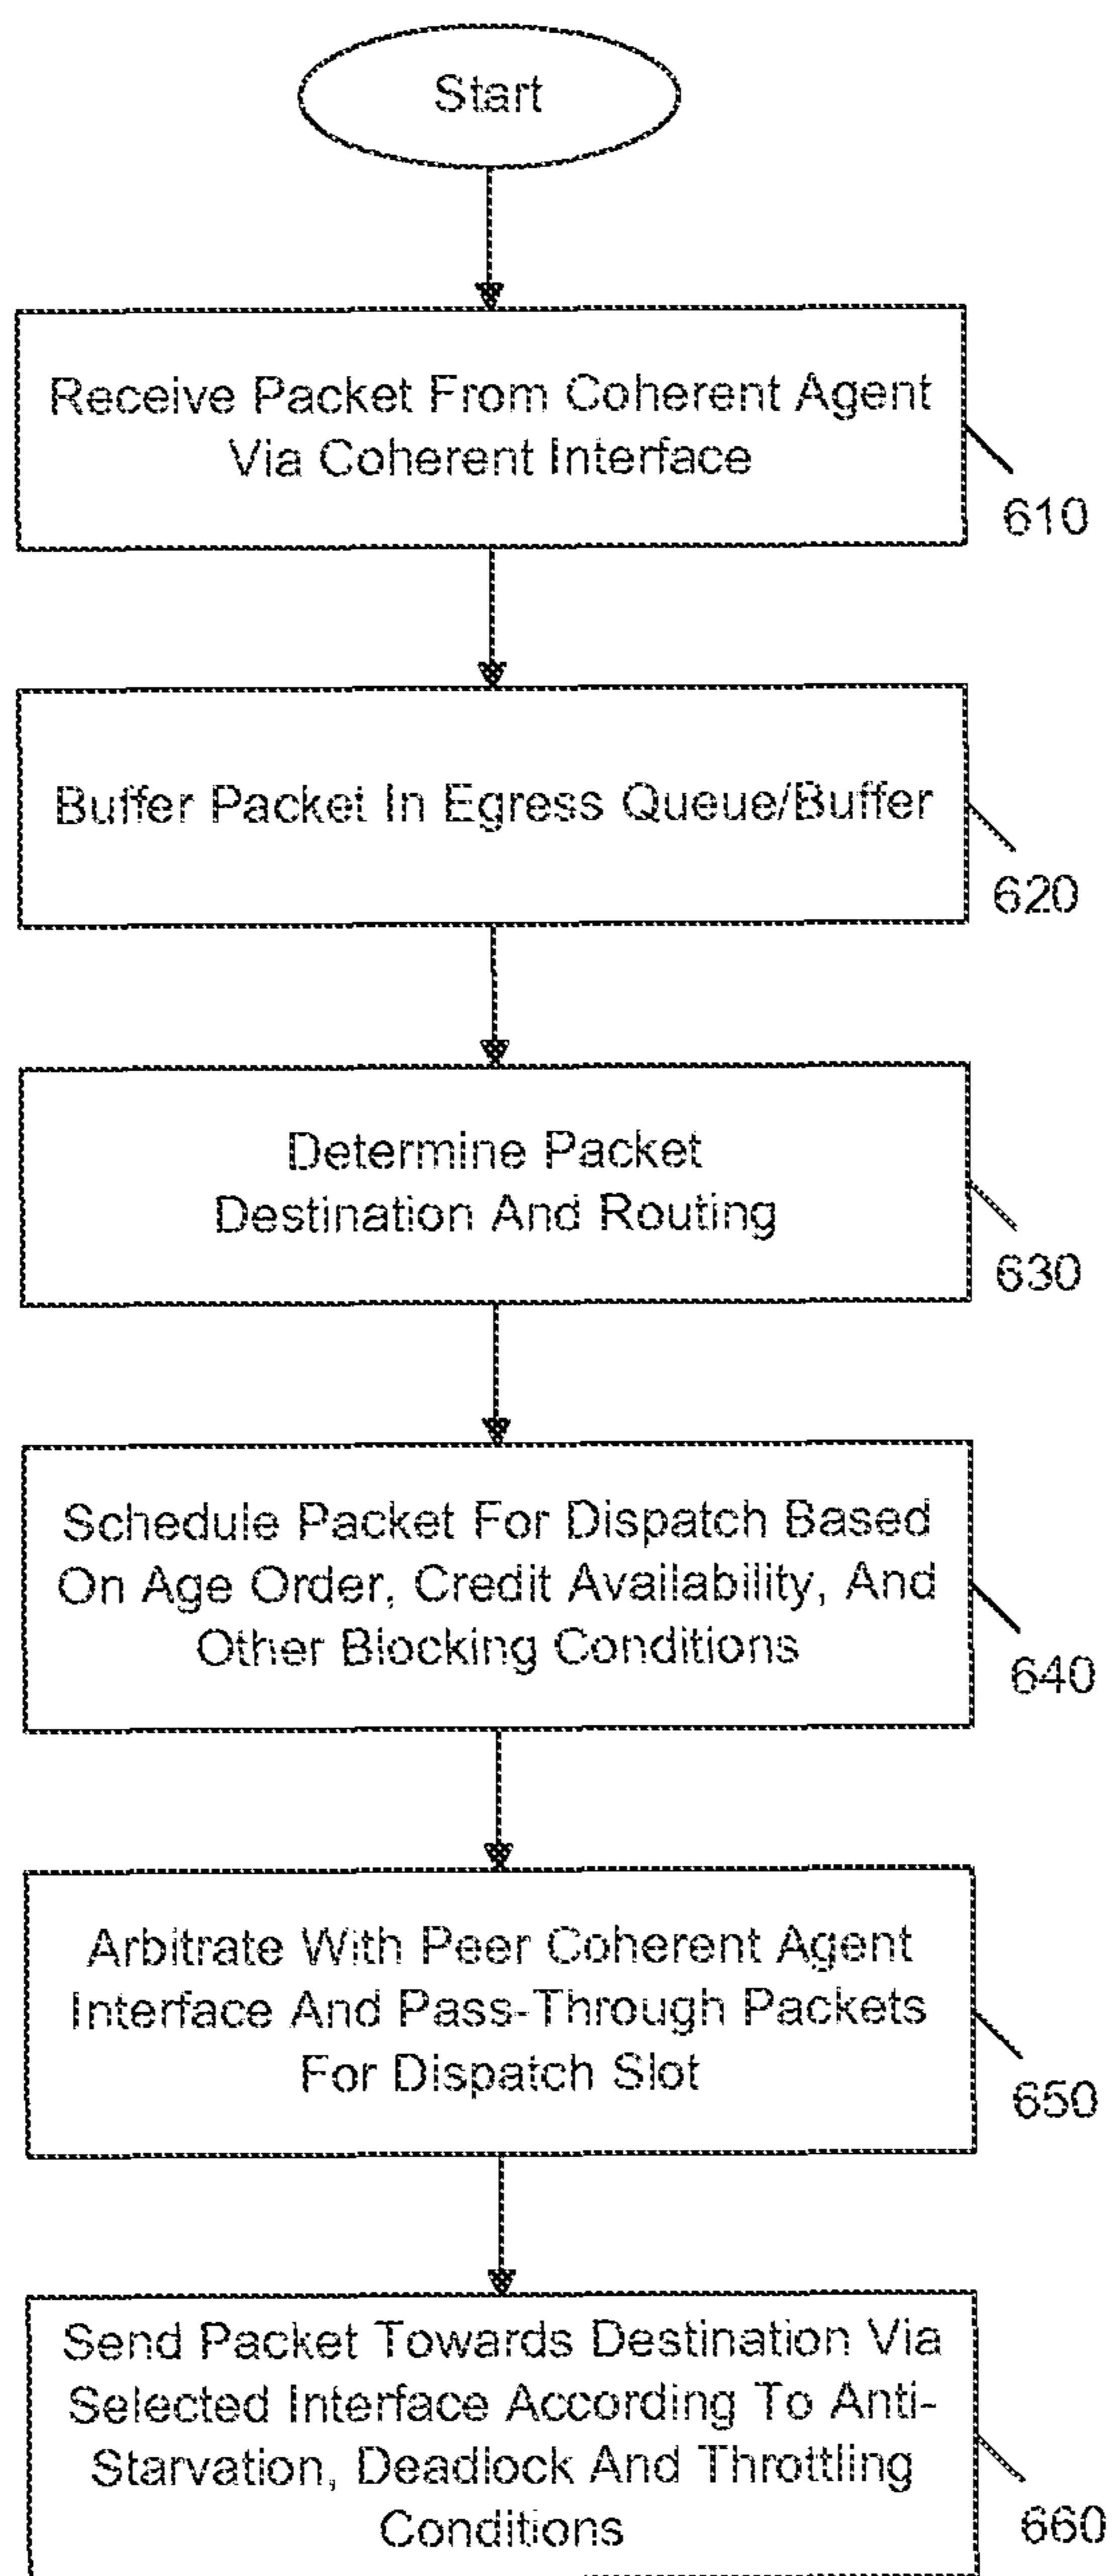 Start
Receive Packet From Coherent Agent
Via Coherent Interface
610
Buffer Packet In Egress Queue/Buffer
620
Determine Packet
Destination And Routing
630
Schedule Packet For Dispatch Based
On Age Order, Credit Availability, And
Other Blocking Conditions
640
Arbitrate With Peer Coherent Agent
Interface And Pass-Through Packets
For Dispatch Slot
650
Send Packet Towards Destination Via
Selected Interface According To Anti-
Starvation, Deadlock And Throttling
Conditions
660